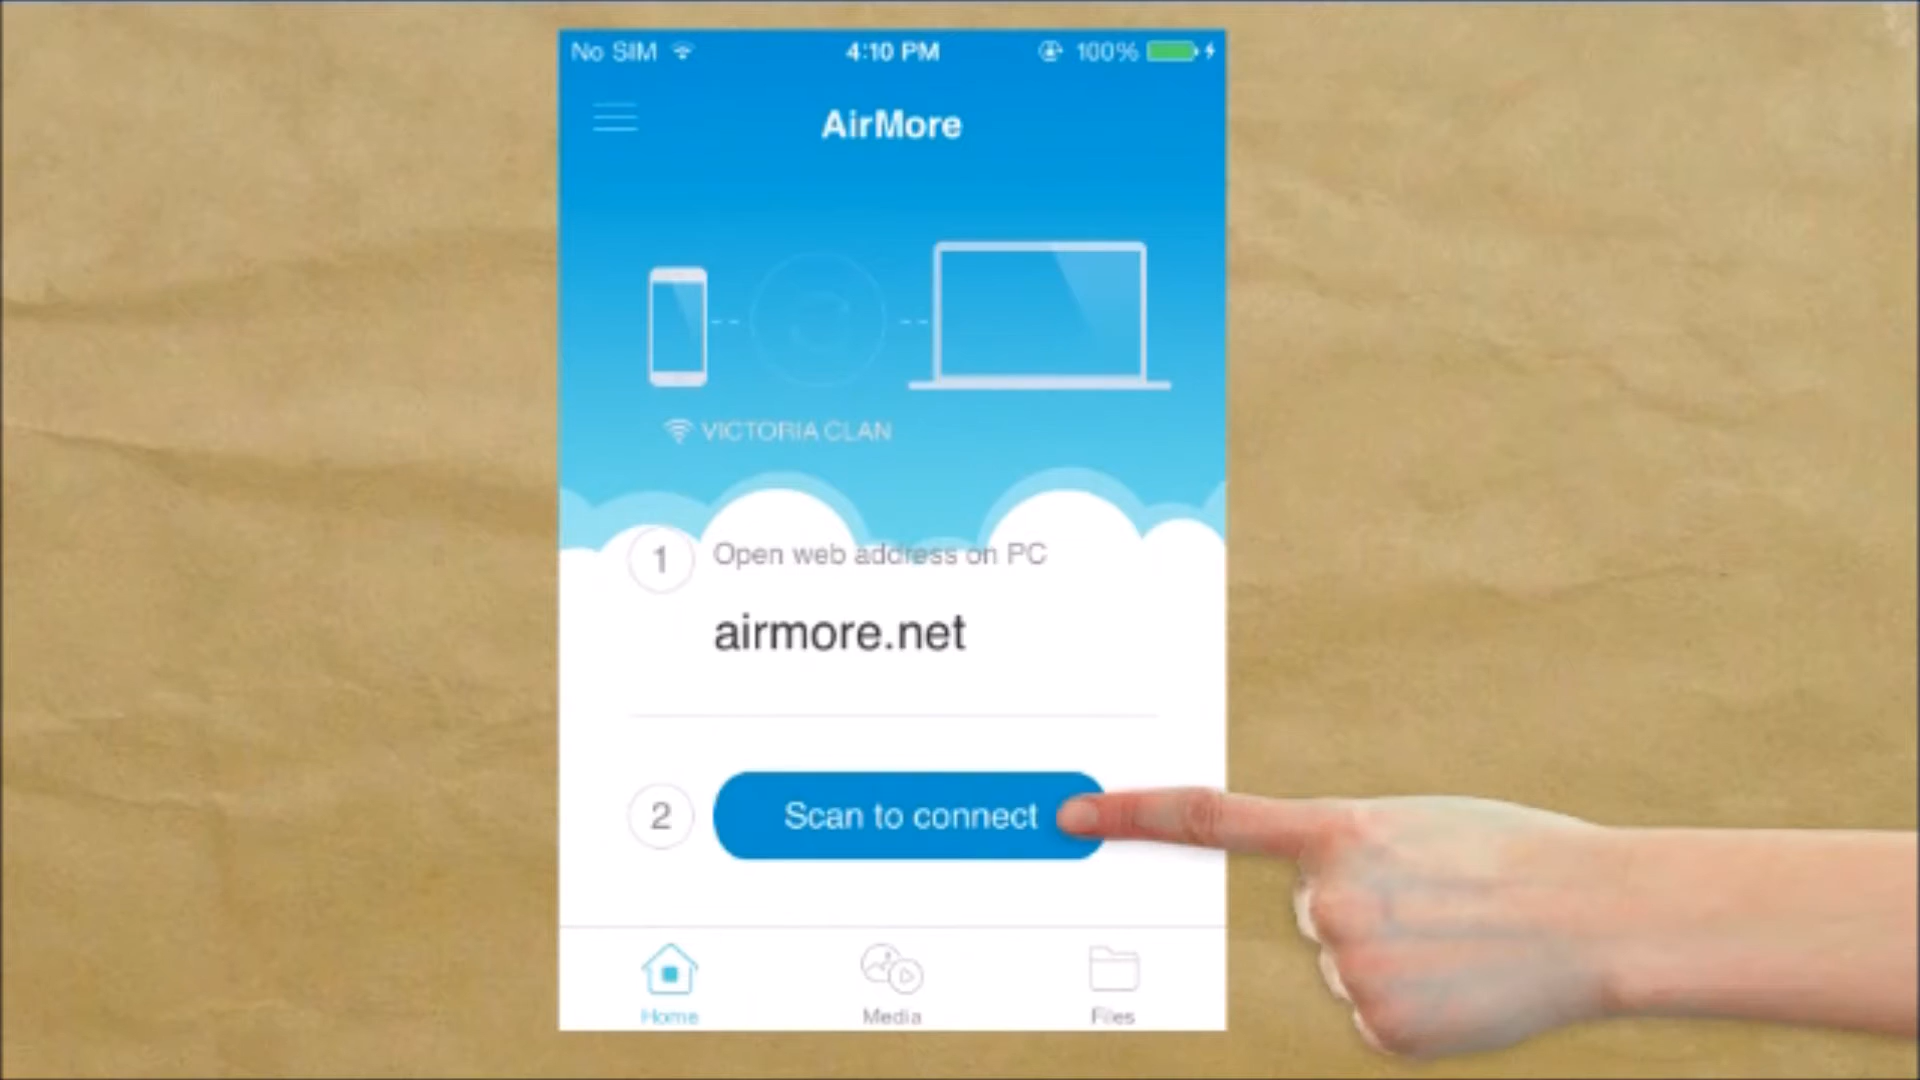 No SIM 4:10 PM 100%
AirMore
VICTORIA CLAN
1 Open web address on PC
airmore.net
2 Scan to connect
Home Media Files